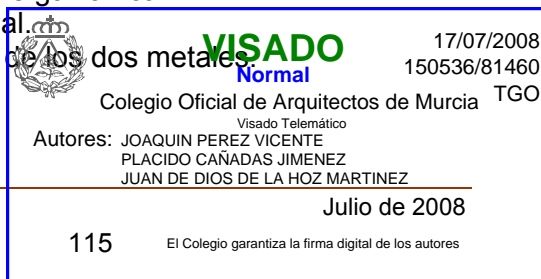 al.
de los dos metales.
VISADO
Normal
17/07/2008
150536/81460
TGO
Colegio Oficial de Arquitectos de Murcia
Visado Telemático
Autores: JOAQUIN PEREZ VICENTE
PLACIDO CAÑADAS JIMENEZ
JUAN DE DIOS DE LA HOZ MARTINEZ
Julio de 2008
115
El Colegio garantiza la firma digital de los autores